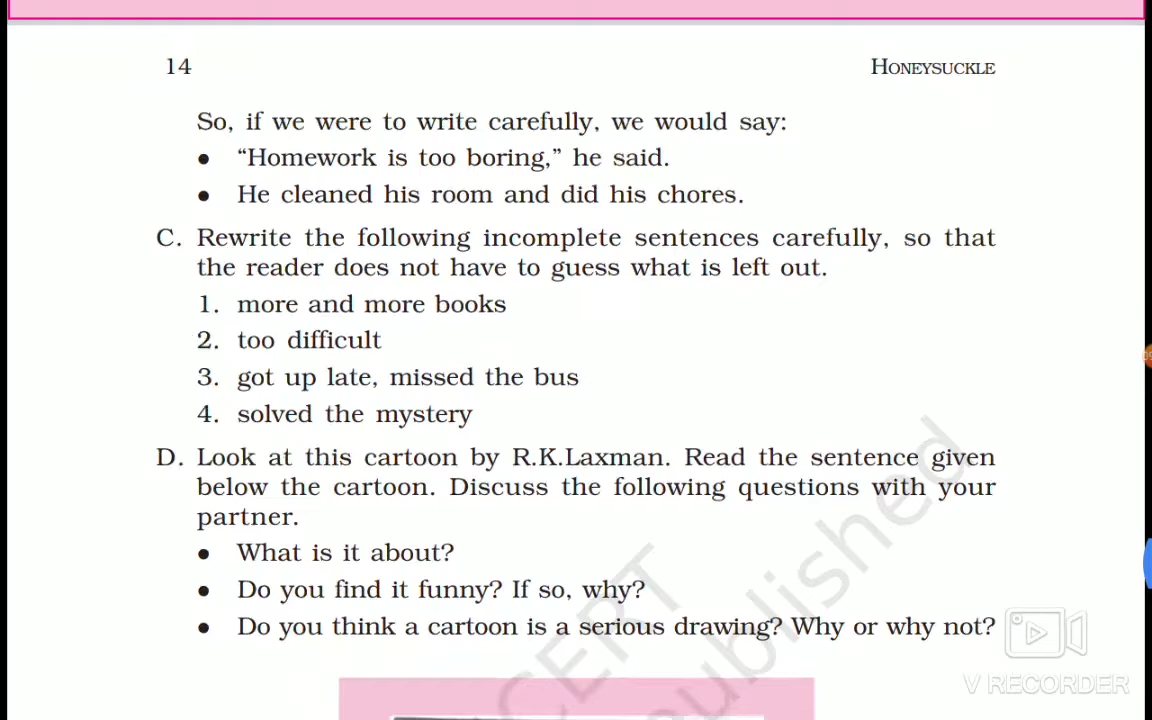 14 HONEYSUCKLE
So, if we were to write carefully, we would say:
● “Homework is too boring,” he said.
● He cleaned his room and did his chores.
C. Rewrite the following incomplete sentences carefully, so that
the reader does not have to guess what is left out.
1. more and more books
2. too difficult
3. got up late, missed the bus
4. solved the mystery
D. Look at this cartoon by R.K.Laxman. Read the sentence given
below the cartoon. Discuss the following questions with your
partner.
● What is it about?
● Do you find it funny? If so, why?
● Do you think a cartoon is a serious drawing? Why or why not?
V RECORDER